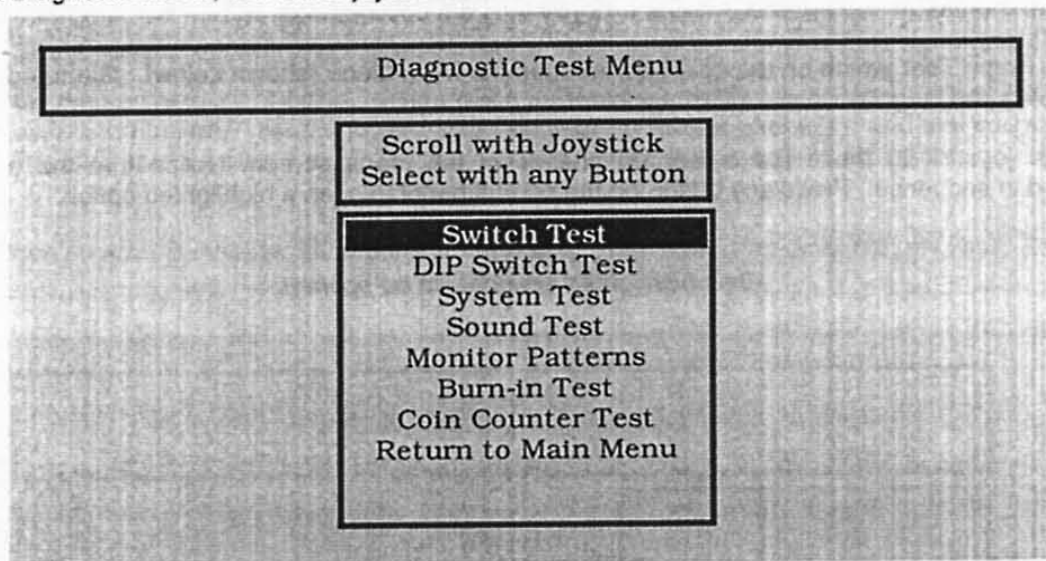 Diagnostic Test Menu
Scroll with Joystick
Select with any Button
Switch Test
DIP Switch Test
System Test
Sound Test
Monitor Patterns
Burn-in Test
Coin Counter Test
Return to Main Menu